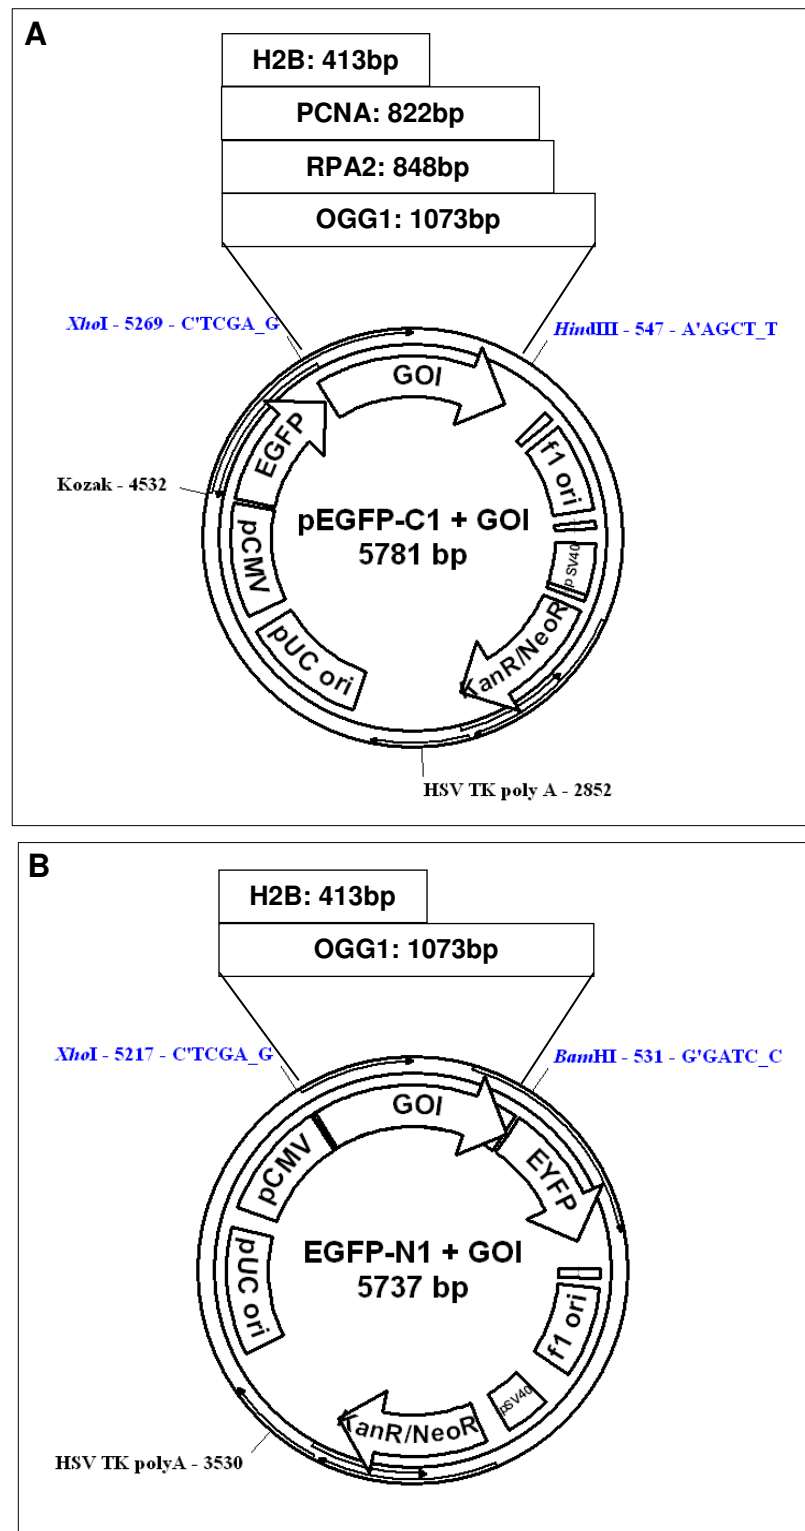 A
H2B: 413bp
PCNA: 822bp
RPA2: 848bp
OGG1: 1073bp
XhoI - 5269 - C'TCGA_G
HindIII - 547 - A'AGCT_T
GOI
EGFP
f1 ori
Kozak - 4532
pEGFP-C1 + GOI
5781 bp
pCMV
p SV40
pUC ori
KanR/NeoR
HSV TK poly A - 2852
B
H2B: 413bp
OGG1: 1073bp
XhoI - 5217 - C'TCGA_G
BamHI - 531 - G'GATC_C
GOI
pCMV
EYFP
EGFP-N1 + GOI
5737 bp
pUC ori
f1 ori
pSV40
KanR/NeoR
HSV TK polyA - 3530